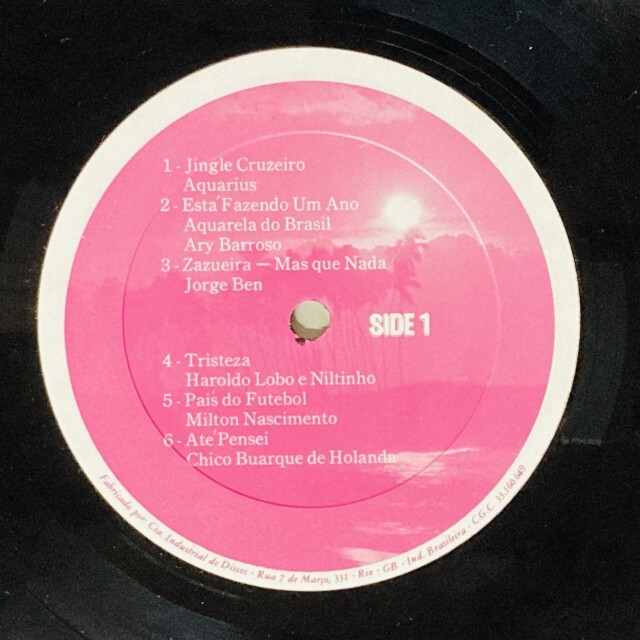 1 - Jingle Cruzeiro
Aquarius
2 - Está Fazendo Um Ano
Aquarela do Brasil
Ary Barroso
3 - Zazueira — Mas que Nada
Jorge Ben
SIDE 1
4 - Tristeza
Haroldo Lobo e Niltinho
5 - País do Futebol
Milton Nascimento
6 - Até Pensei
Chico Buarque de Holanda
Fabricado por: Cia. Industrial de Discos - Rua 7 de Março, 331 - Rio - GB - Ind. Brasileira - C.G.C. 33.160.649